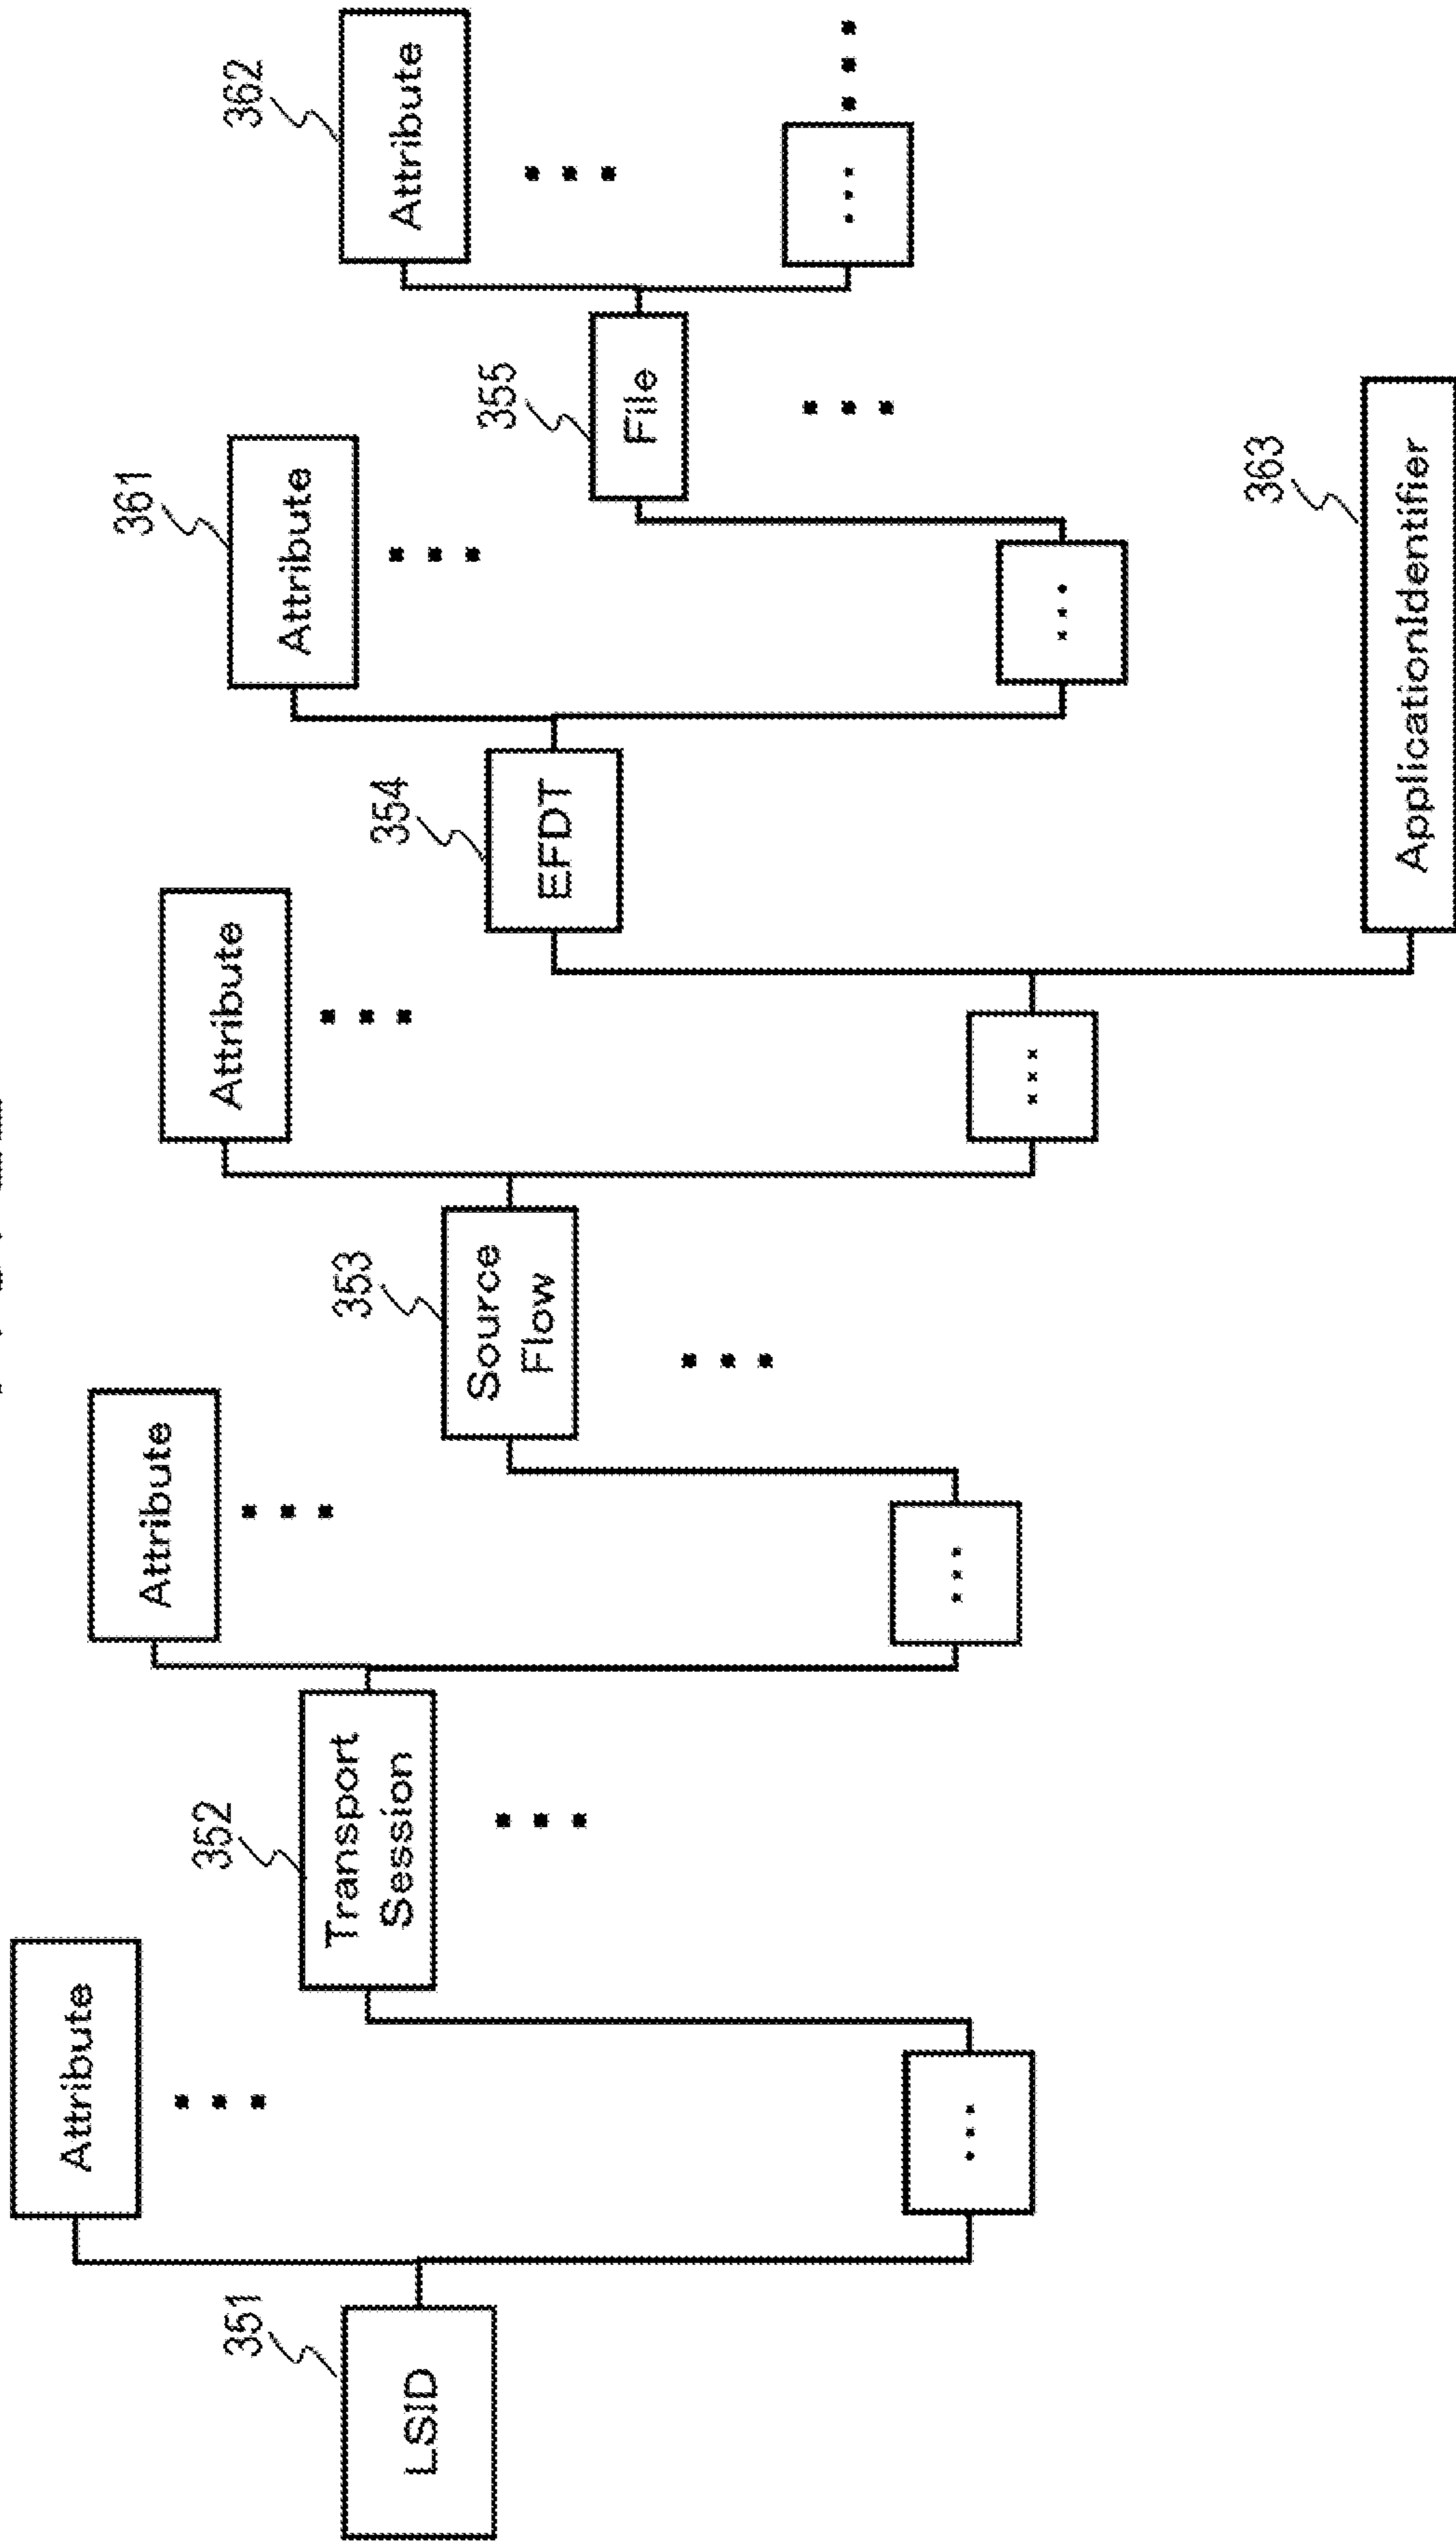 351
LSID
Attribute
...
352
Transport
Session
Attribute
...
353
Source
Flow
Attribute
...
354
EFDT
361
Attribute
...
355
File
362
Attribute
...
363
ApplicationIdentifier